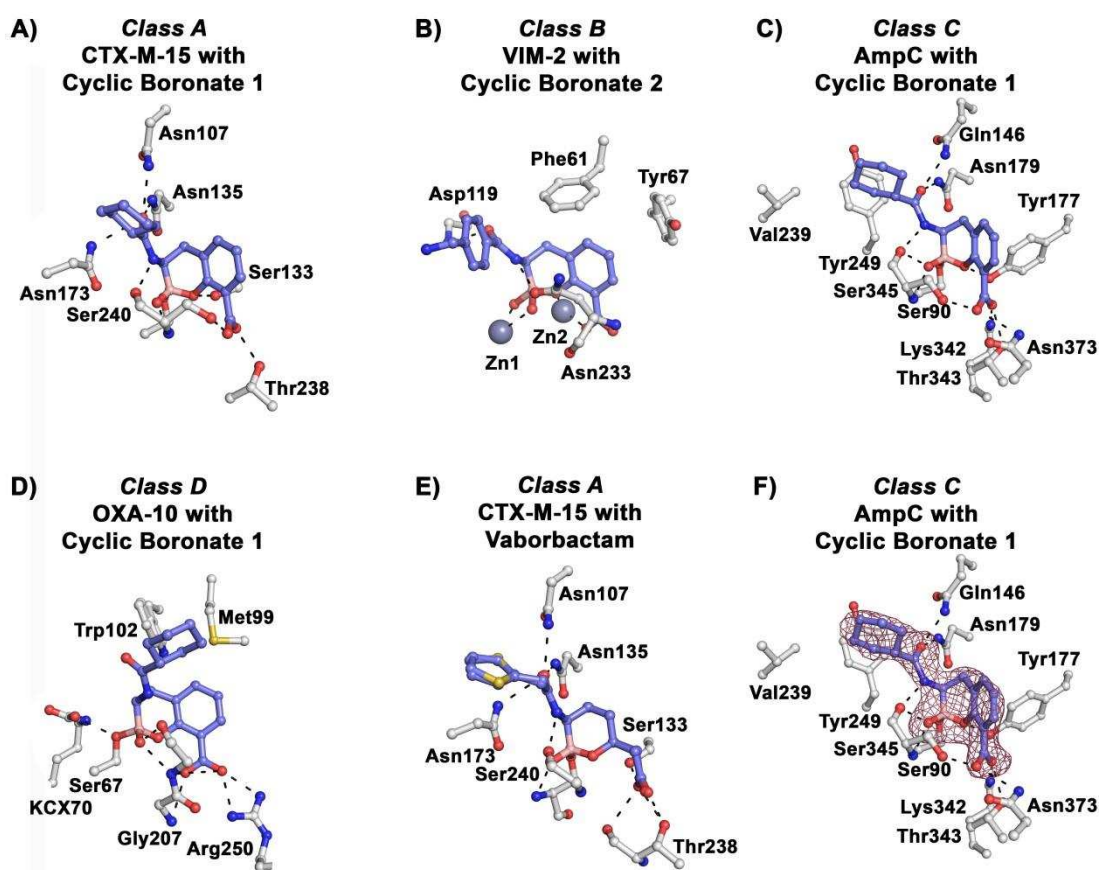 A)
Class A
CTX-M-15 with
Cyclic Boronate 1
Asn107
Asn135
Asn173
Ser240
Ser133
Thr238
B)
Class B
VIM-2 with
Cyclic Boronate 2
Phe61
Tyr67
Asp119
Zn1
Zn2
Asn233
C)
Class C
AmpC with
Cyclic Boronate 1
Gln146
Asn179
Tyr177
Val239
Tyr249
Ser345
Ser90
Lys342
Thr343
Asn373
D)
Class D
OXA-10 with
Cyclic Boronate 1
Trp102
Met99
Ser67
KCX70
Gly207
Arg250
E)
Class A
CTX-M-15 with
Vaborbactam
Asn107
Asn135
Asn173
Ser240
Ser133
Thr238
F)
Class C
AmpC with
Cyclic Boronate 1
Gln146
Asn179
Tyr177
Val239
Tyr249
Ser345
Ser90
Lys342
Thr343
Asn373